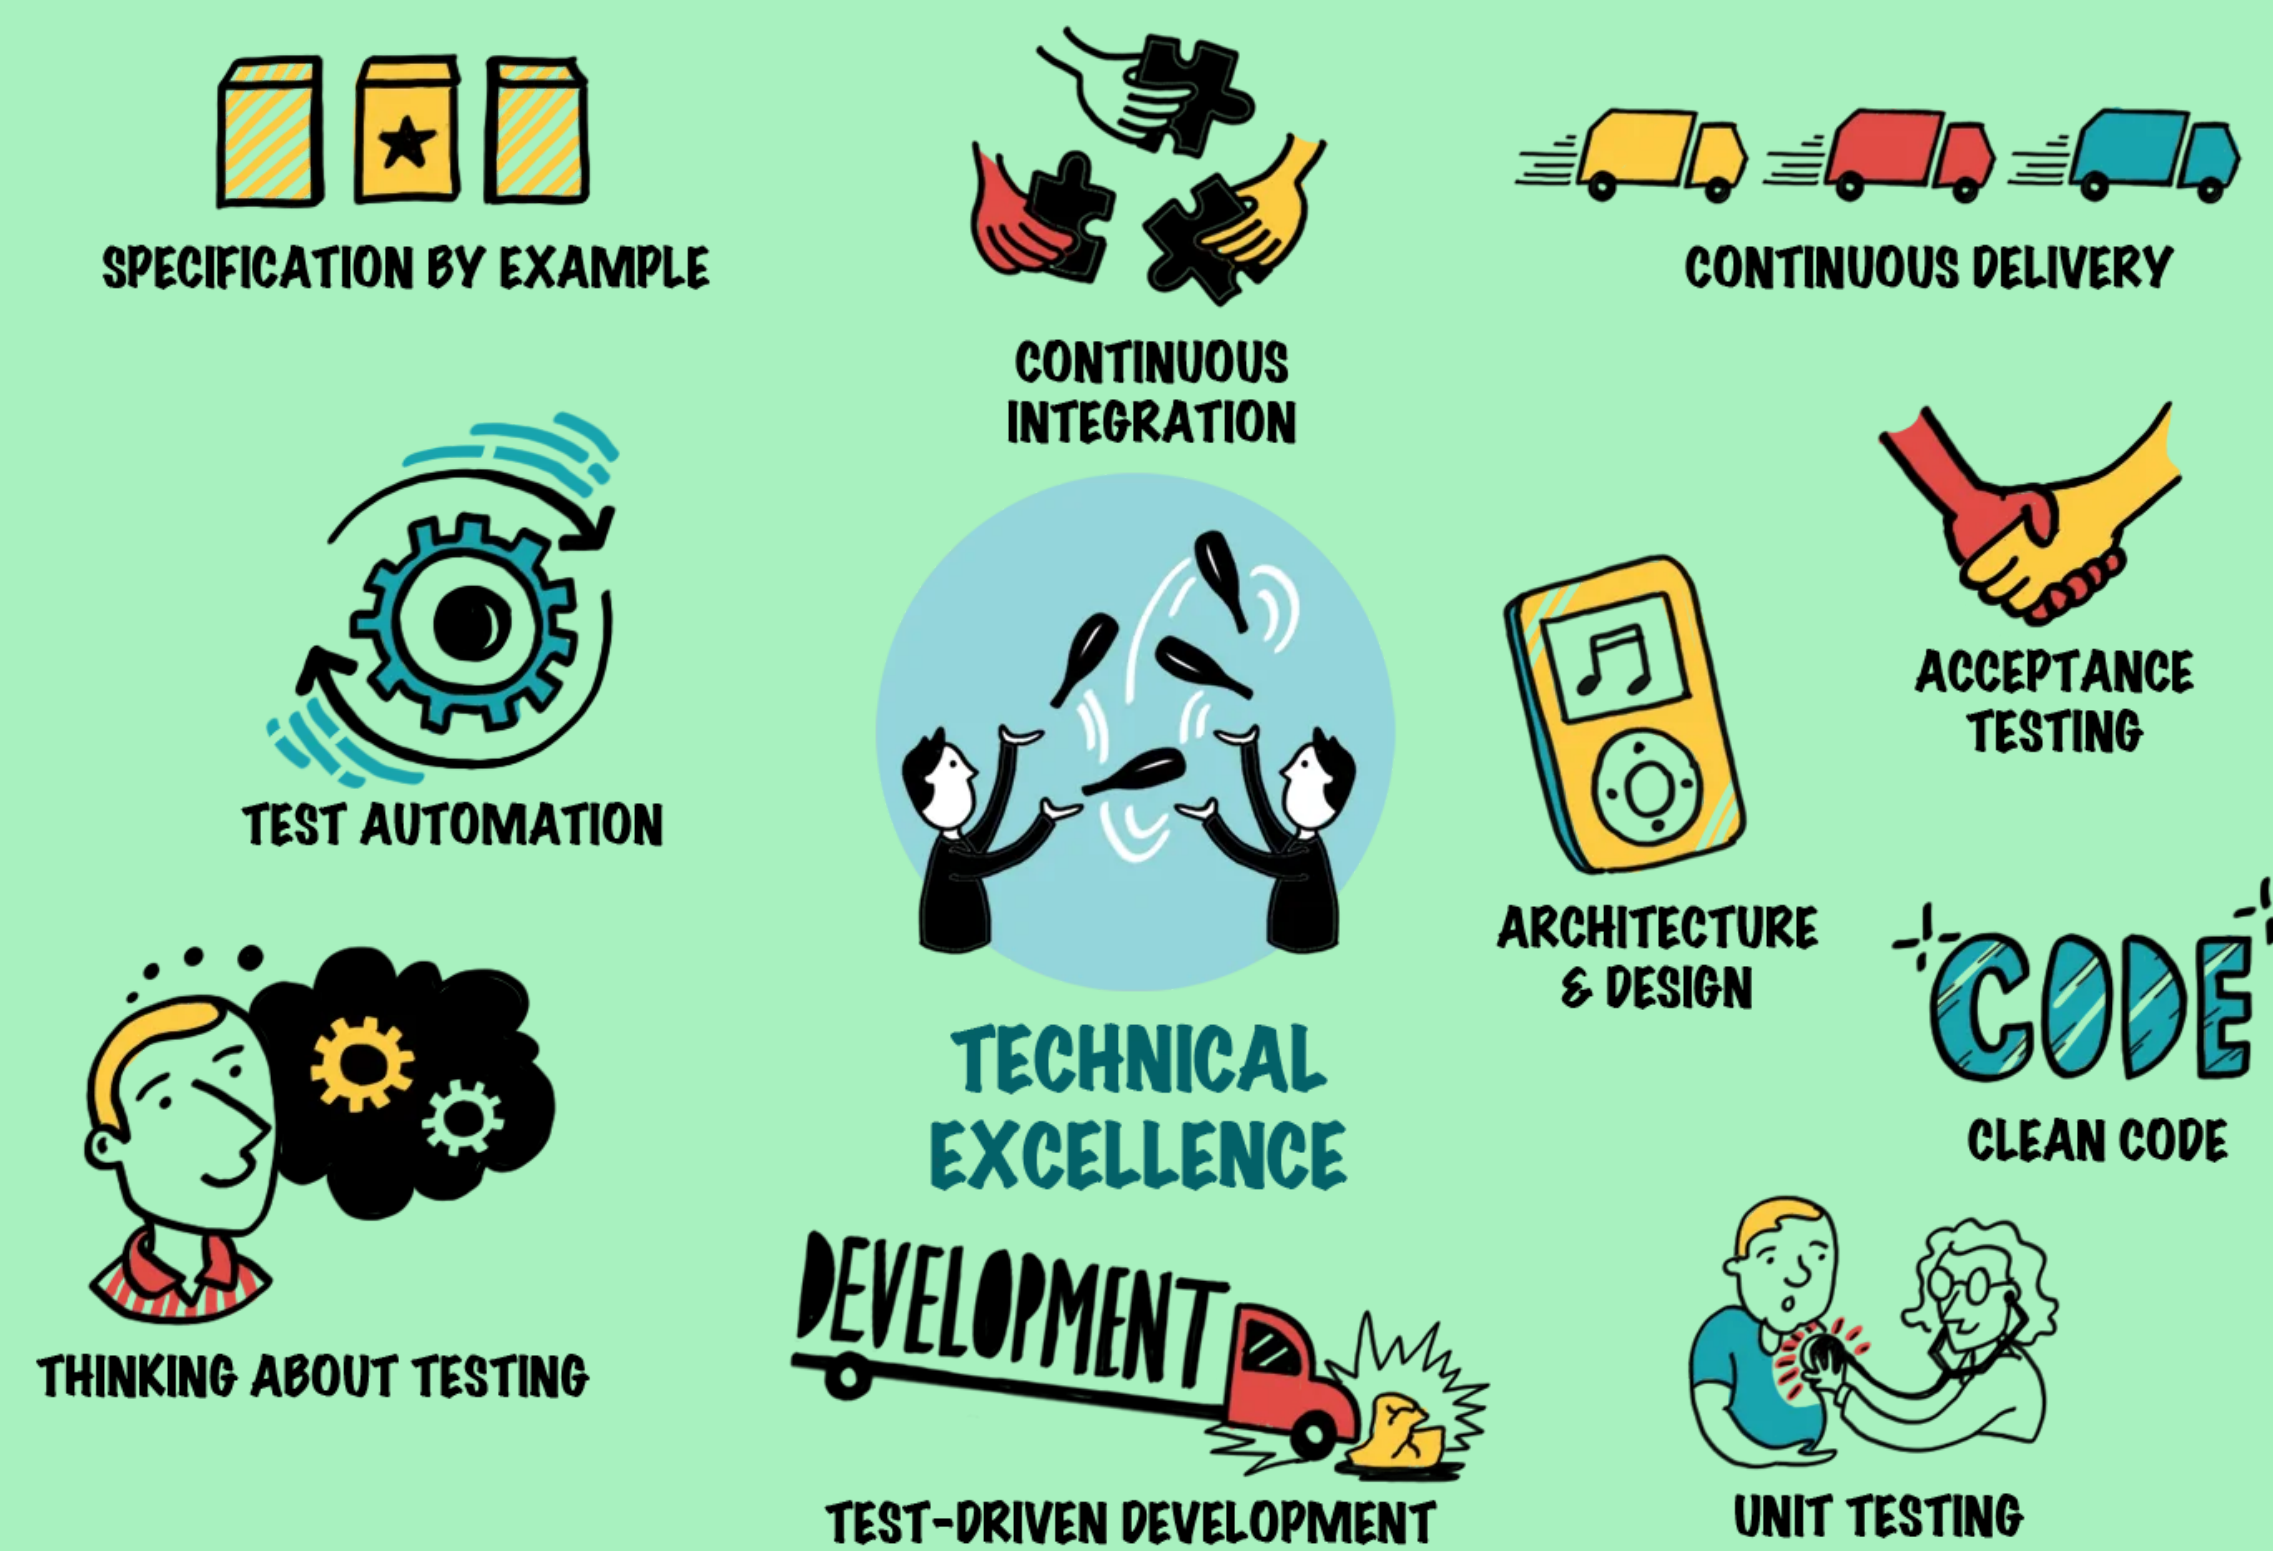 SPECIFICATION BY EXAMPLE
CONTINUOUS
INTEGRATION
CONTINUOUS DELIVERY
TEST AUTOMATION
ACCEPTANCE
TESTING
ARCHITECTURE
& DESIGN
CODE
CLEAN CODE
TECHNICAL
EXCELLENCE
THINKING ABOUT TESTING
DEVELOPMENT
TEST-DRIVEN DEVELOPMENT
UNIT TESTING